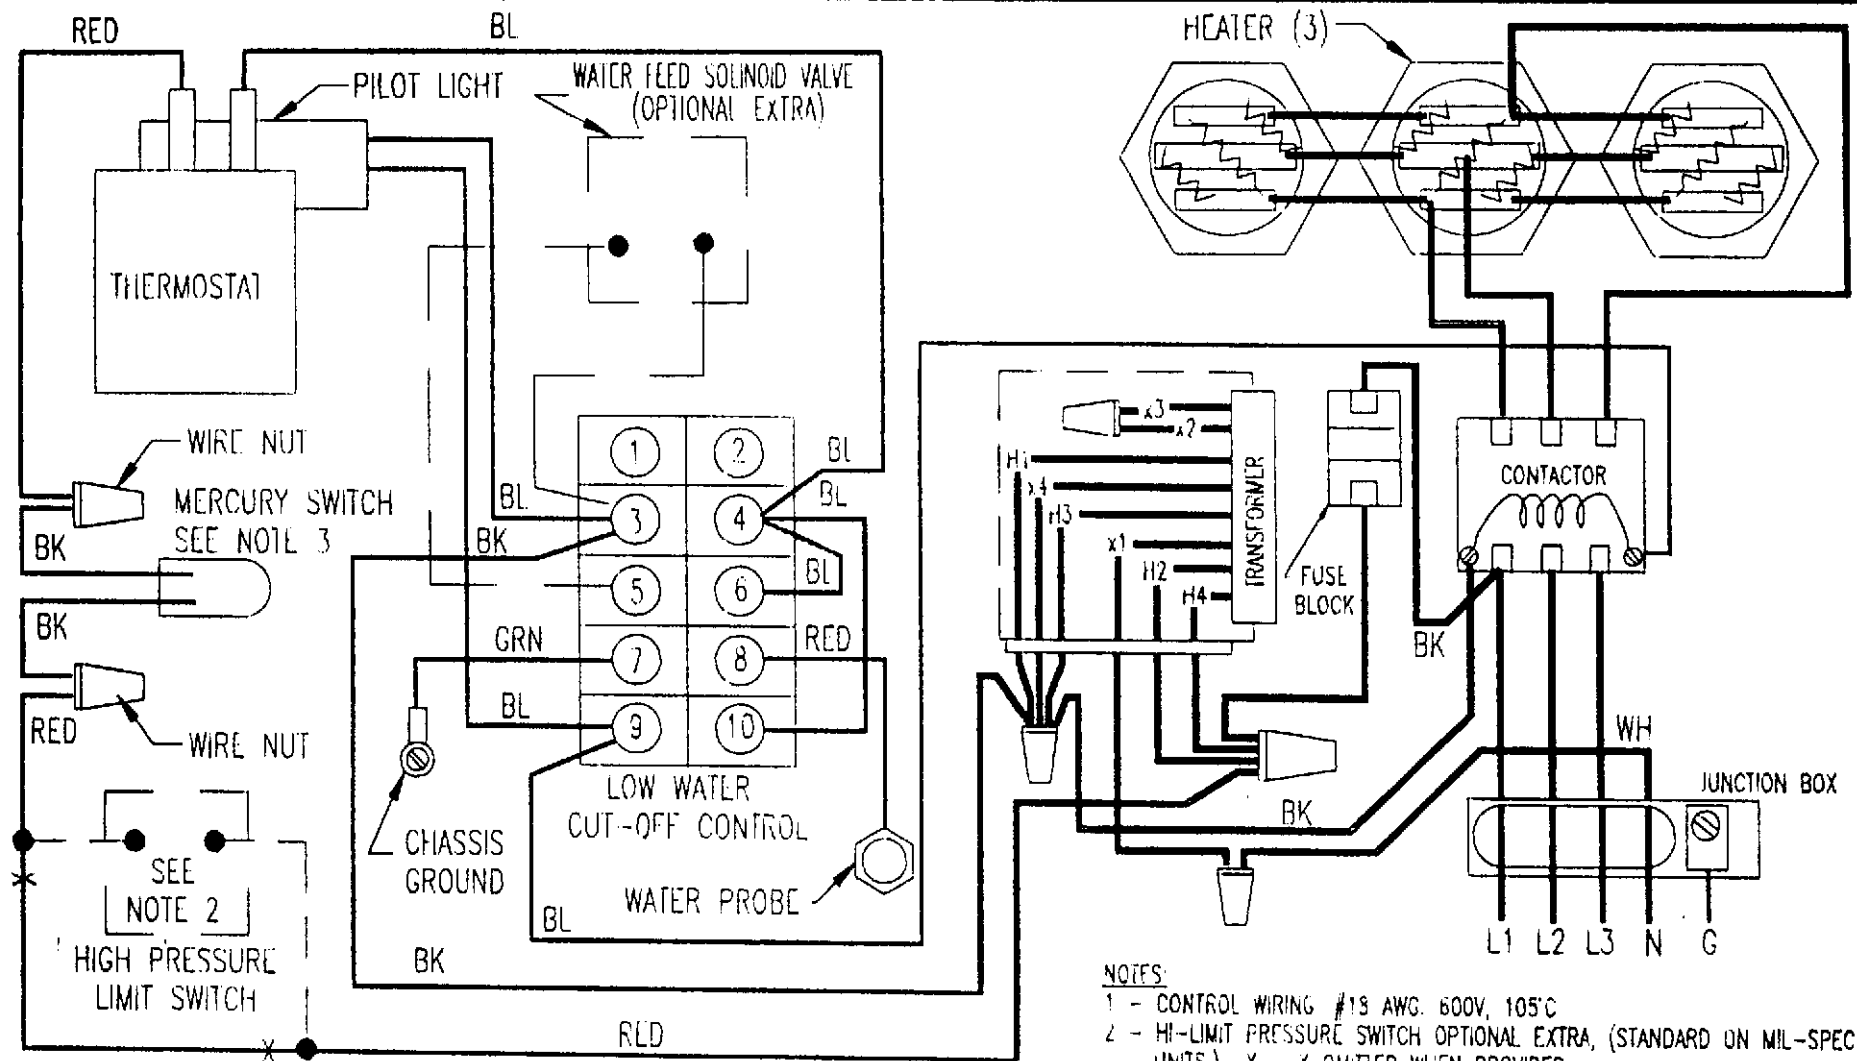 RED
BL
HEATER (3)
PILOT LIGHT
WATER FEED SOLINOID VALVE
(OPTIONAL EXTRA)
THERMOSTAT
WIRE NUT
MERCURY SWITCH
SEE NOTE 3
BK
BK
RED
WIRE NUT
1
2
BL
BL
3
4
BL
BK
5
6
BL
GRN
7
8
RED
BL
9
10
LOW WATER
CUT-OFF CONTROL
CHASSIS
GROUND
WATER PROBE
BL
SEE
NOTE 2
HIGH PRESSURE
LIMIT SWITCH
BK
X
RED
x3
x2
H1
x4
H3
x1
H2
H4
TRANSFORMER
FUSE
BLOCK
CONTACTOR
BK
WH
BK
JUNCTION BOX
L1 L2 L3 N G
NOTES:
1 - CONTROL WIRING #18 AWG. 600V, 105°C
2 - HI-LIMIT PRESSURE SWITCH OPTIONAL EXTRA, (STANDARD ON MIL-SPEC